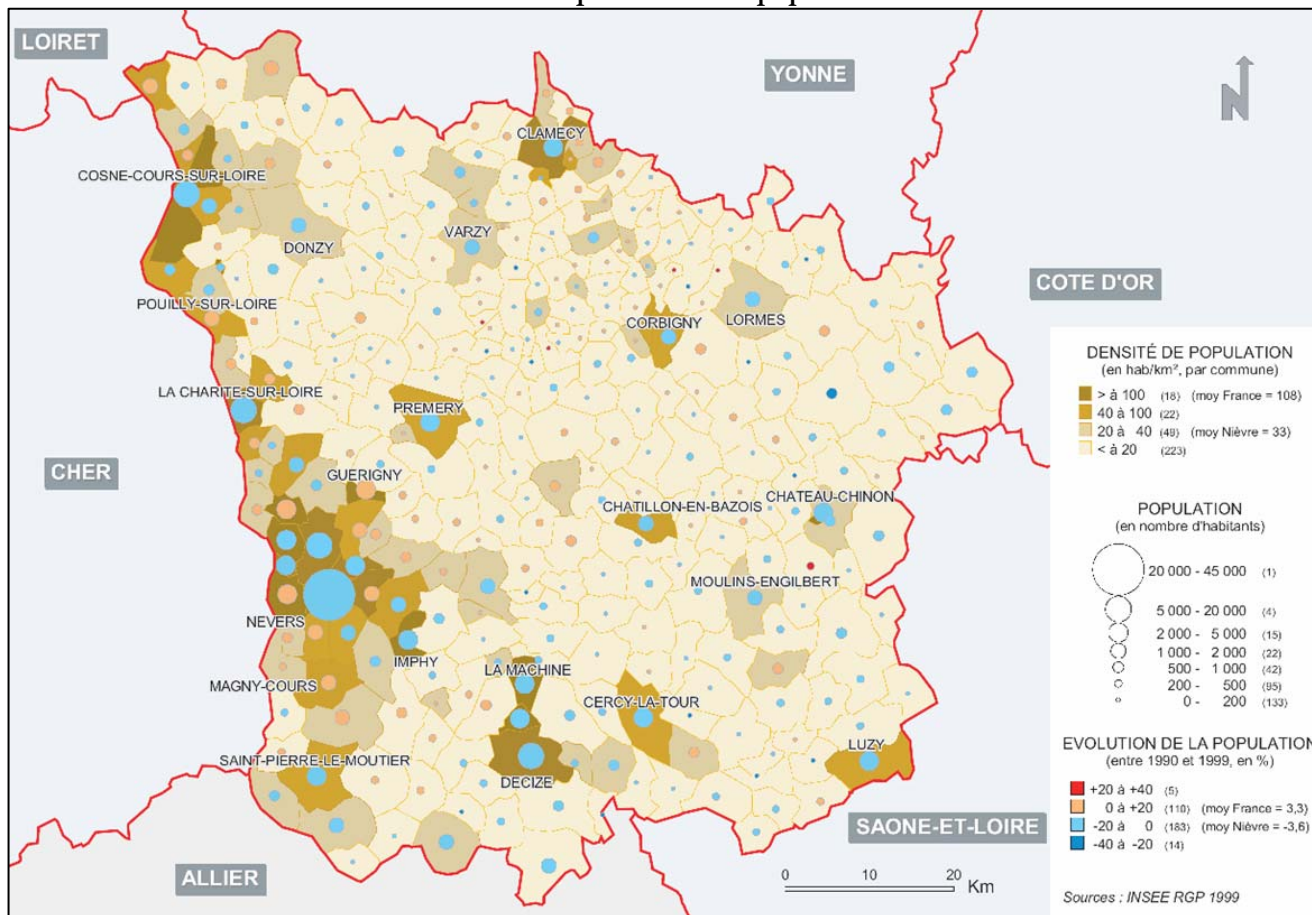 LOIRET
YONNE
N
CLAMECY
COSNE-COURS-SUR-LOIRE
DONZY
VARZY
COTE D'OR
POUILLY-SUR-LOIRE
CORBIGNY
LORMES
LA CHARITE-SUR-LOIRE
PREMERY
CHER
GUERIGNY
CHATILLON-EN-BAZOIS
CHATEAU-CHINON
MOULINS-ENGILBERT
NEVERS
IMPHY
LA MACHINE
MAGNY-COURS
CERCY-LA-TOUR
SAINT-PIERRE-LE-MOUTIER
DECIZE
LUZY
SAONE-ET-LOIRE
ALLIER
0 10 20
Km
DENSITÉ DE POPULATION
(en hab/km², par commune)
> à 100 (18) (moy France = 108)
40 à 100 (22)
20 à 40 (49) (moy Nièvre = 33)
< à 20 (223)
POPULATION
(en nombre d'habitants)
20 000 - 45 000 (1)
5 000 - 20 000 (4)
2 000 - 5 000 (15)
1 000 - 2 000 (22)
500 - 1 000 (42)
200 - 500 (95)
0 - 200 (133)
EVOLUTION DE LA POPULATION
(entre 1990 et 1999, en %)
+20 à +40 (5)
0 à +20 (110) (moy France = 3,3)
-20 à 0 (183) (moy Nièvre = -3,6)
-40 à -20 (14)
Sources : INSEE RGP 1999